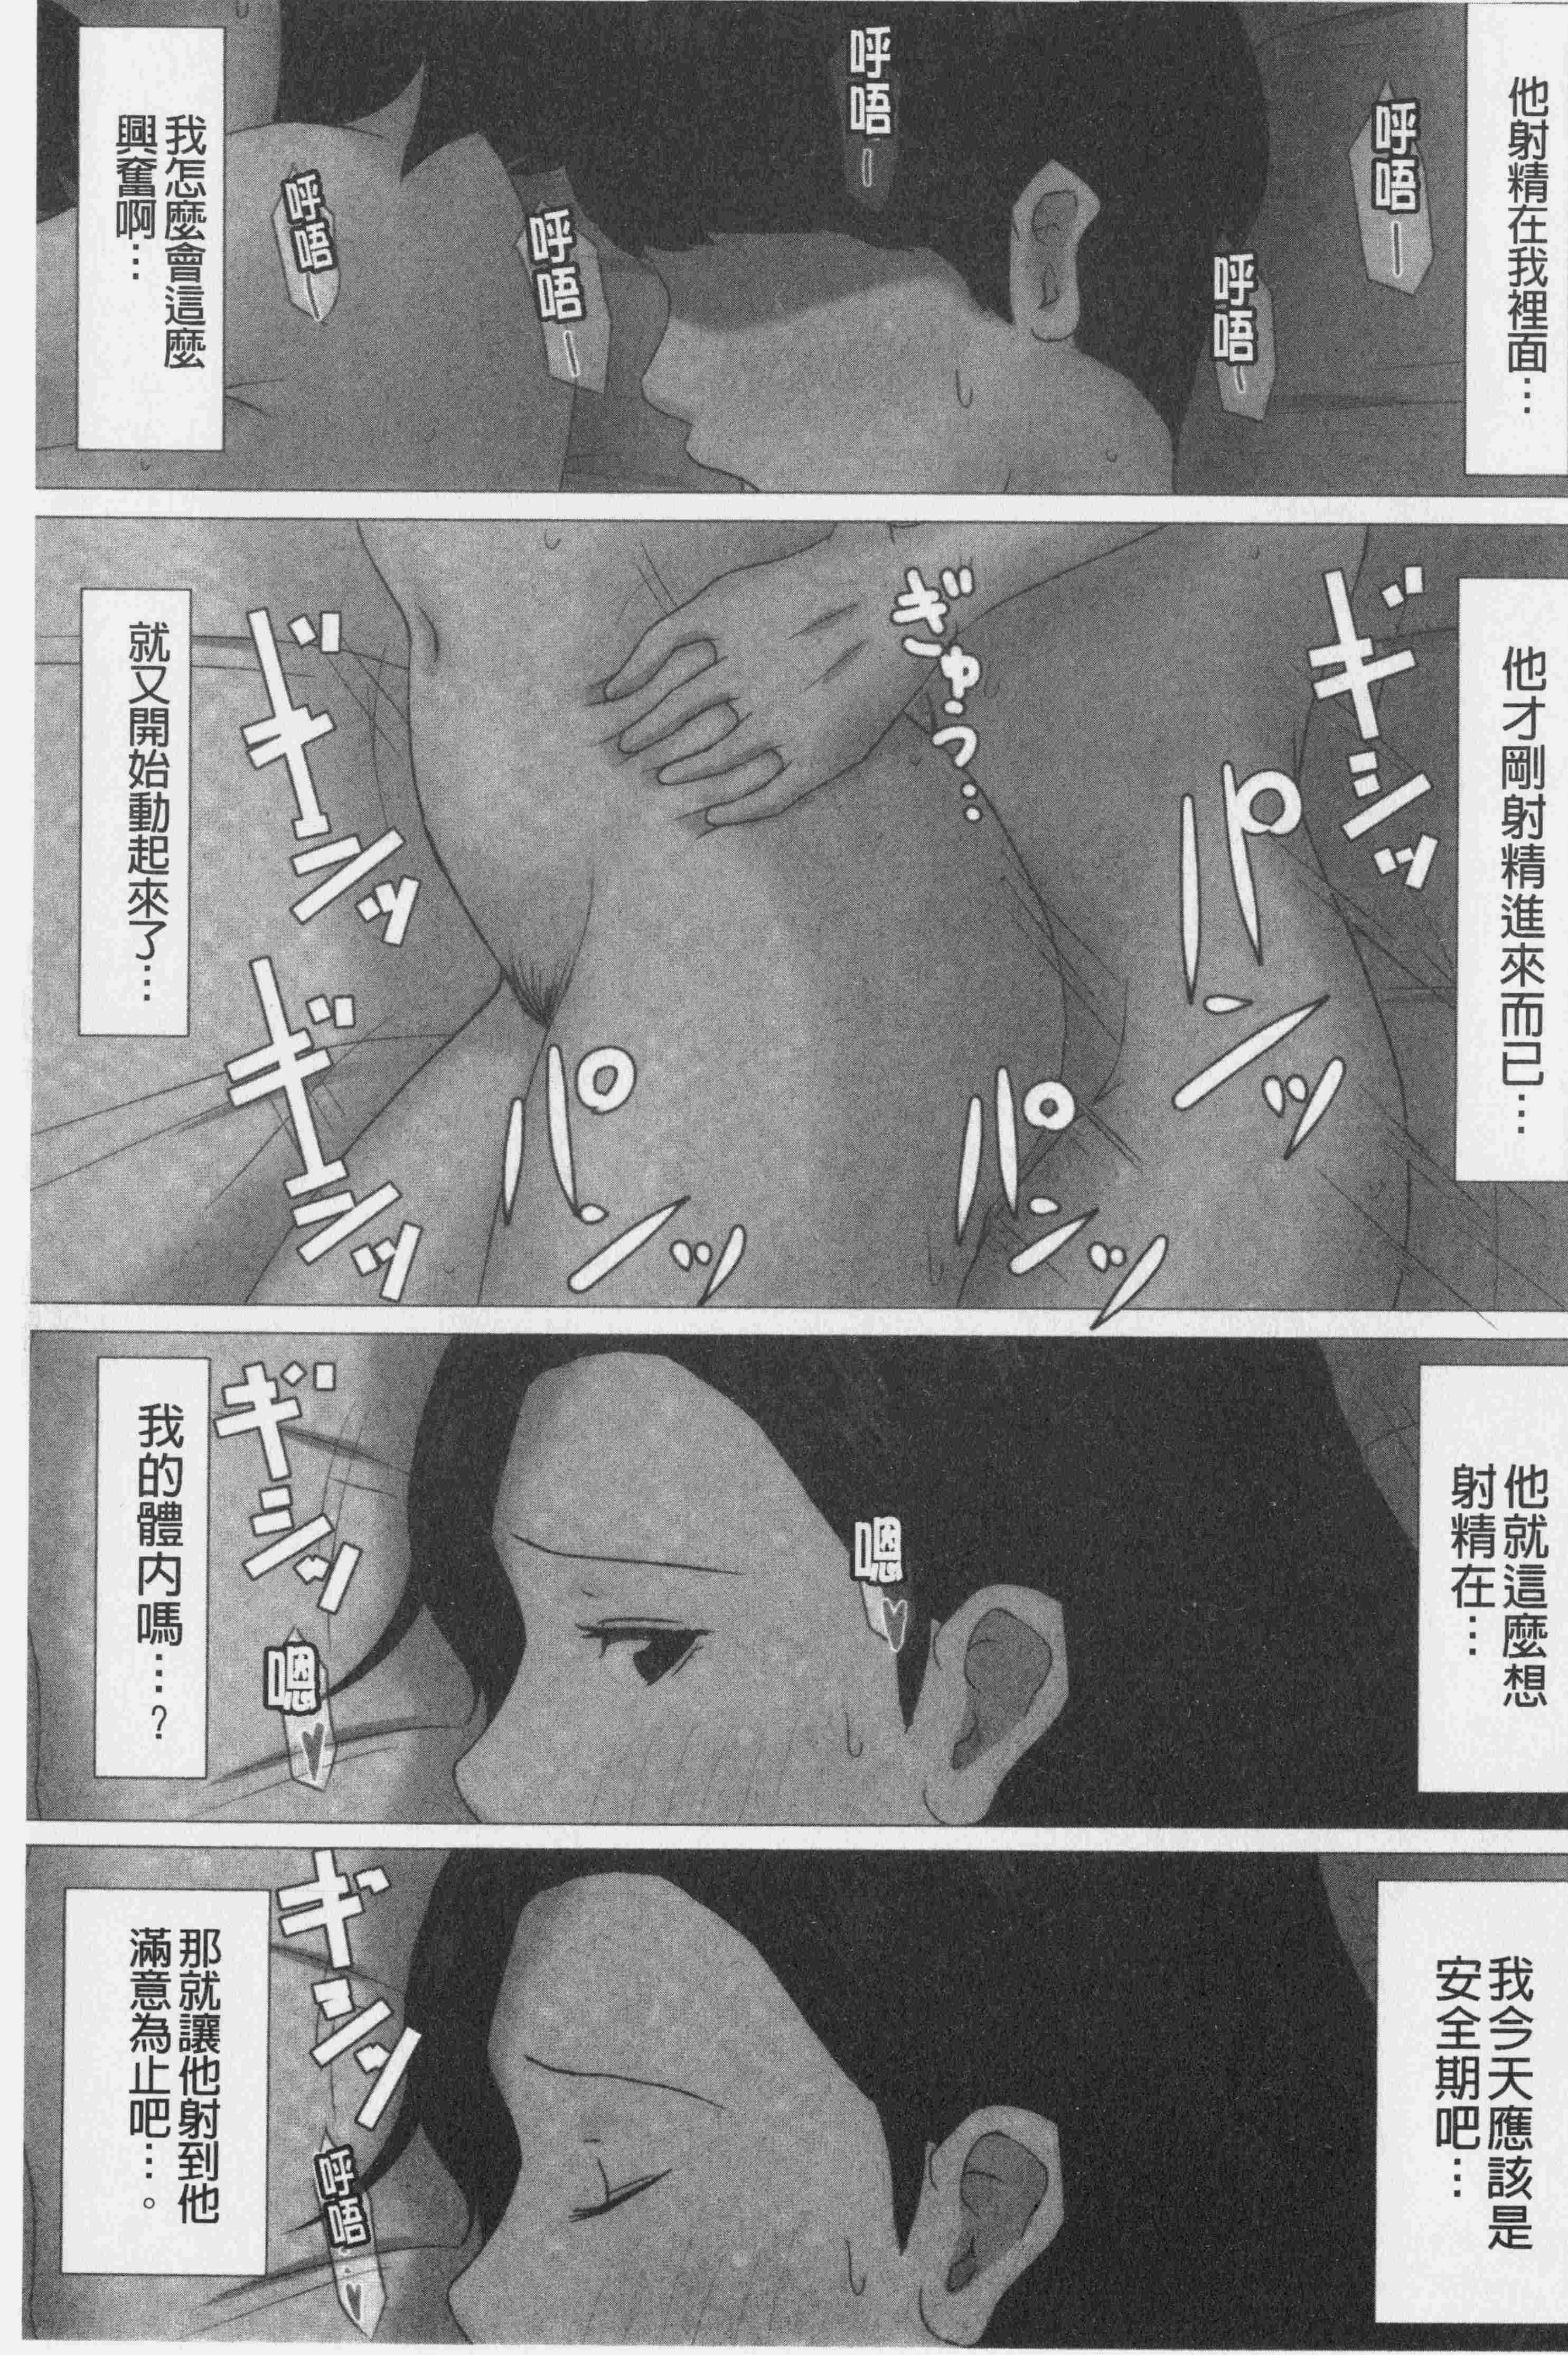 他射精在我裡面…
呼唔—
呼唔—
呼唔—
呼唔—
呼唔—
我怎麼會這麼
興奮啊…
他才剛射精進來而已…
ギシッ
ぎゅぅっ…
パンッ
パンッ
パンッ
ギーシッ
ギーシッ
就又開始動起來了…
他就這麼想
射精在…
嗯♥
ギシッ
嗯♥
我的體内嗎…?
我今天應該是
安全期吧…
ギシッ
呼唔…♥
那就讓他射到他
滿意為止吧…。